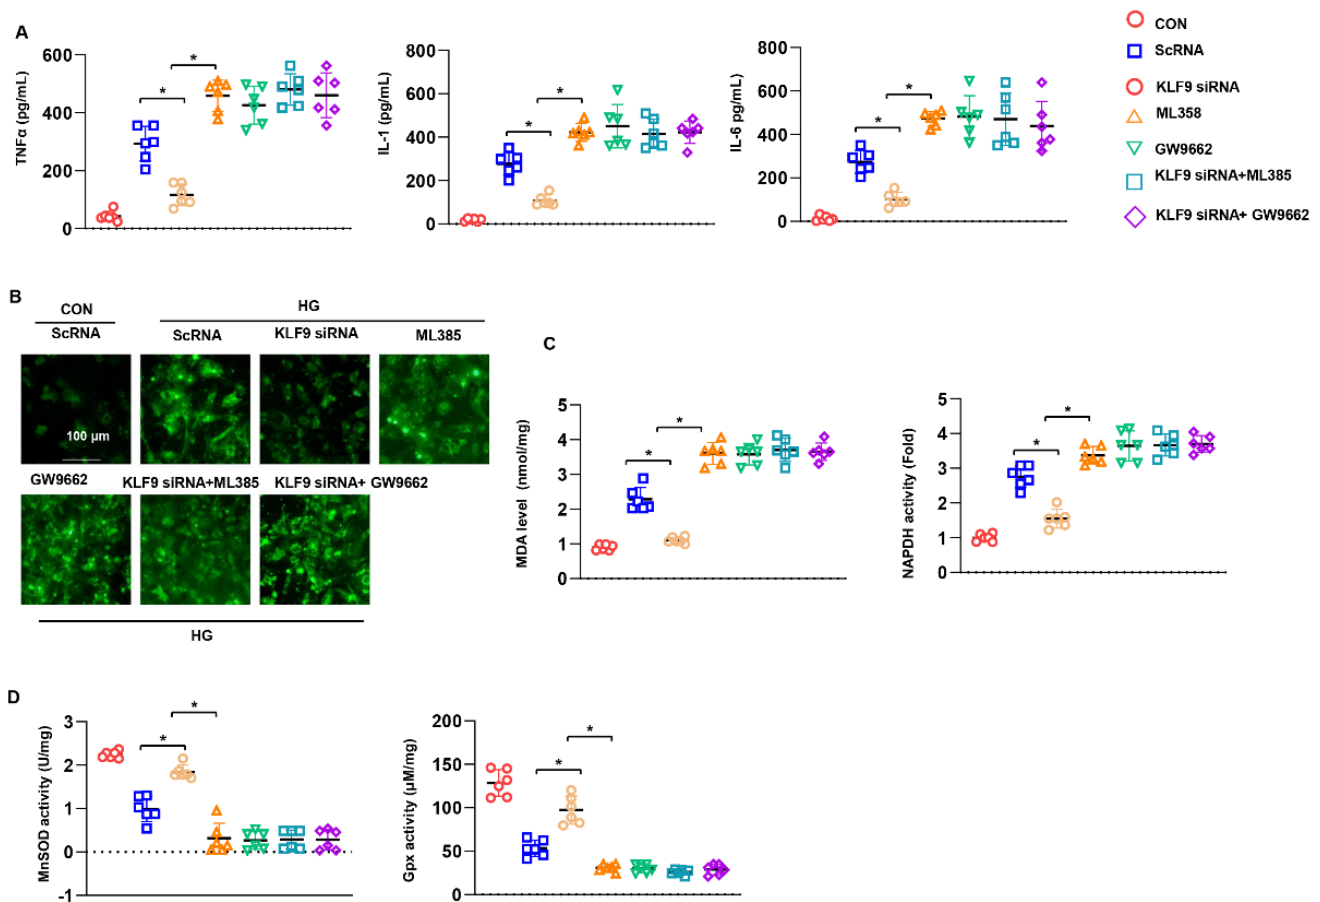 A
TNFα (pg/mL)
600
400
200
0
*
*
IL-1 (pg/mL)
800
600
400
200
0
*
*
IL-6 pg/mL)
800
600
400
200
0
*
*
CON
ScRNA
KLF9 siRNA
ML358
GW9662
KLF9 siRNA+ML385
KLF9 siRNA+ GW9662
B
CON
HG
ScRNA
ScRNA
KLF9 siRNA
ML385
100 µm
GW9662
KLF9 siRNA+ML385
KLF9 siRNA+ GW9662
HG
C
MDA level (nmol/mg)
5
4
3
2
1
0
*
*
NAPDH activity (Fold)
5
4
3
2
1
0
*
*
D
MnSOD activity (U/mg)
3
2
1
0
-1
*
*
Gpx activity (µM/mg)
200
150
100
50
0
*
*